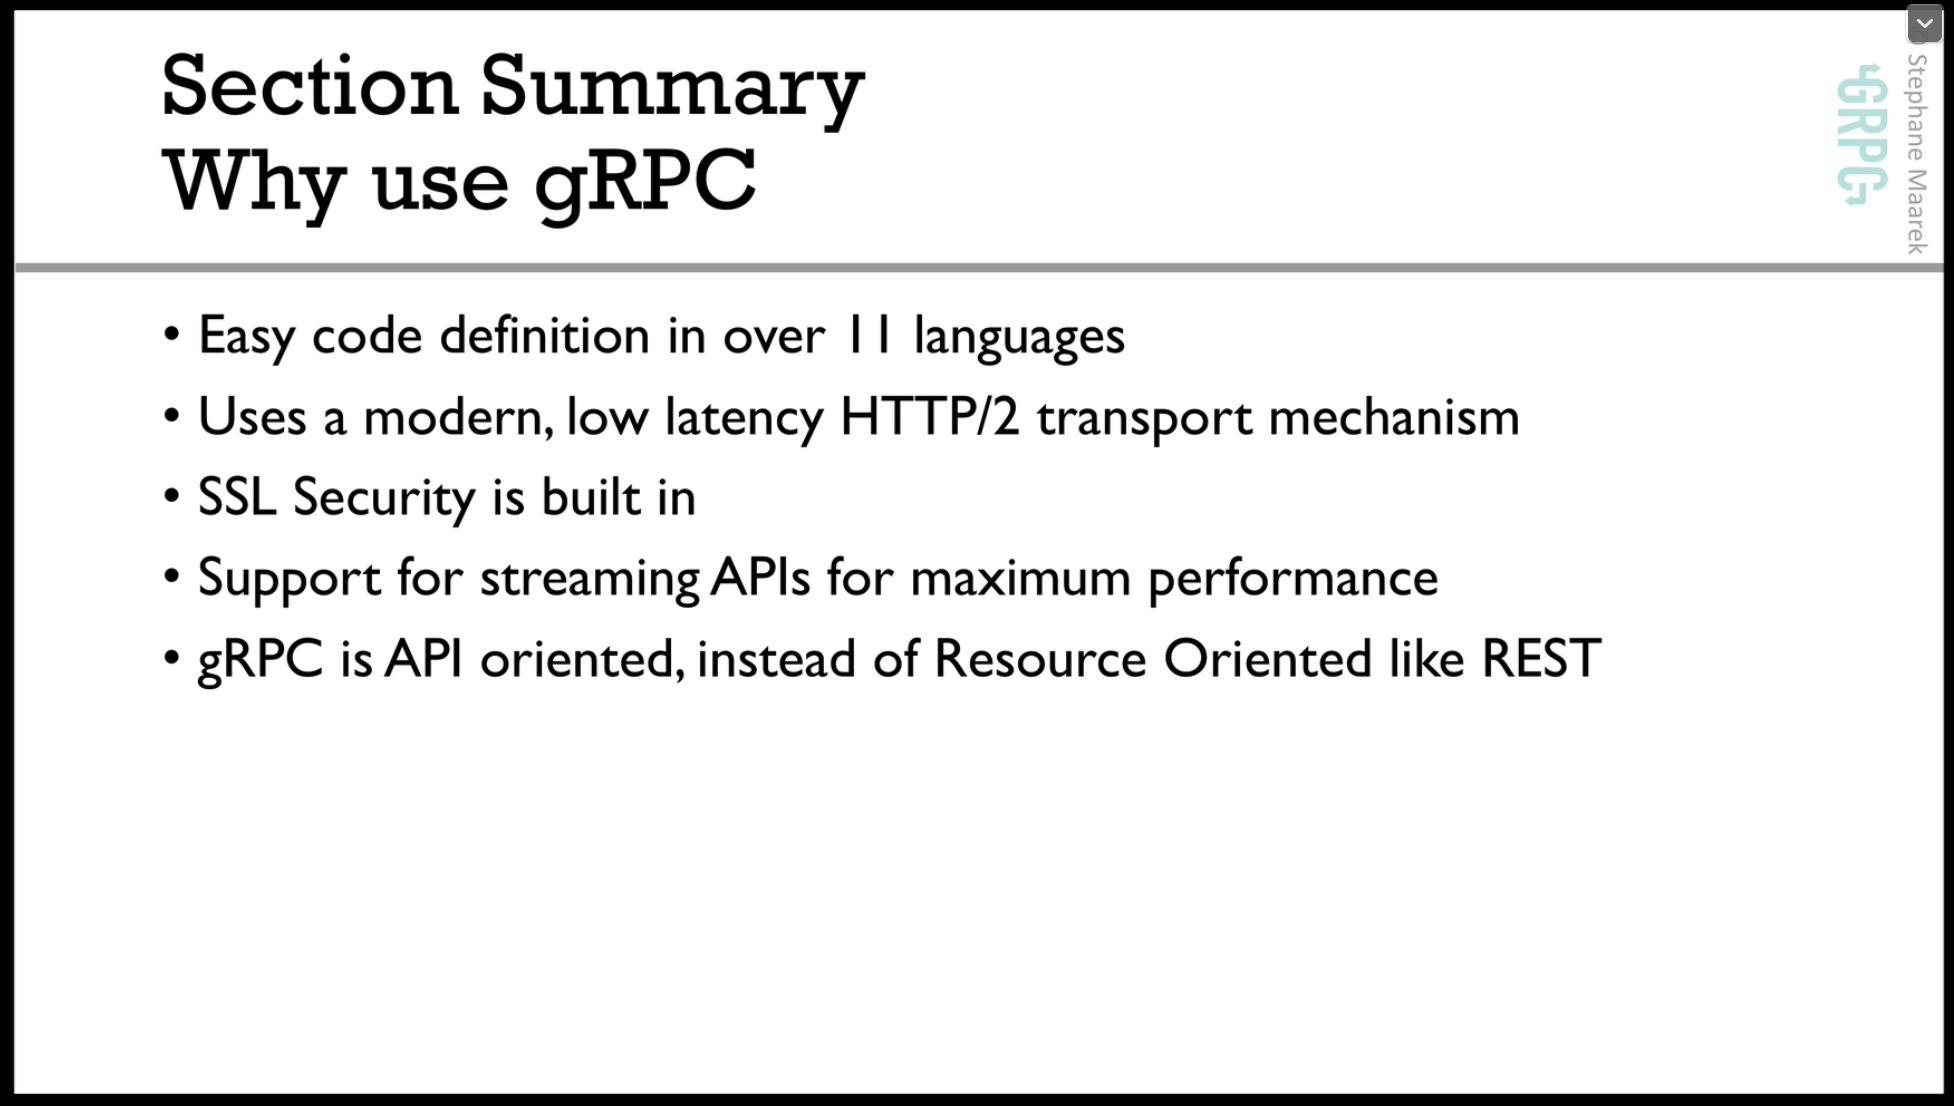 Section Summary
Why use gRPC
• Easy code definition in over 11 languages
• Uses a modern, low latency HTTP/2 transport mechanism
• SSL Security is built in
• Support for streaming APIs for maximum performance
• gRPC is API oriented, instead of Resource Oriented like REST
GRPC
Stephane Maarek